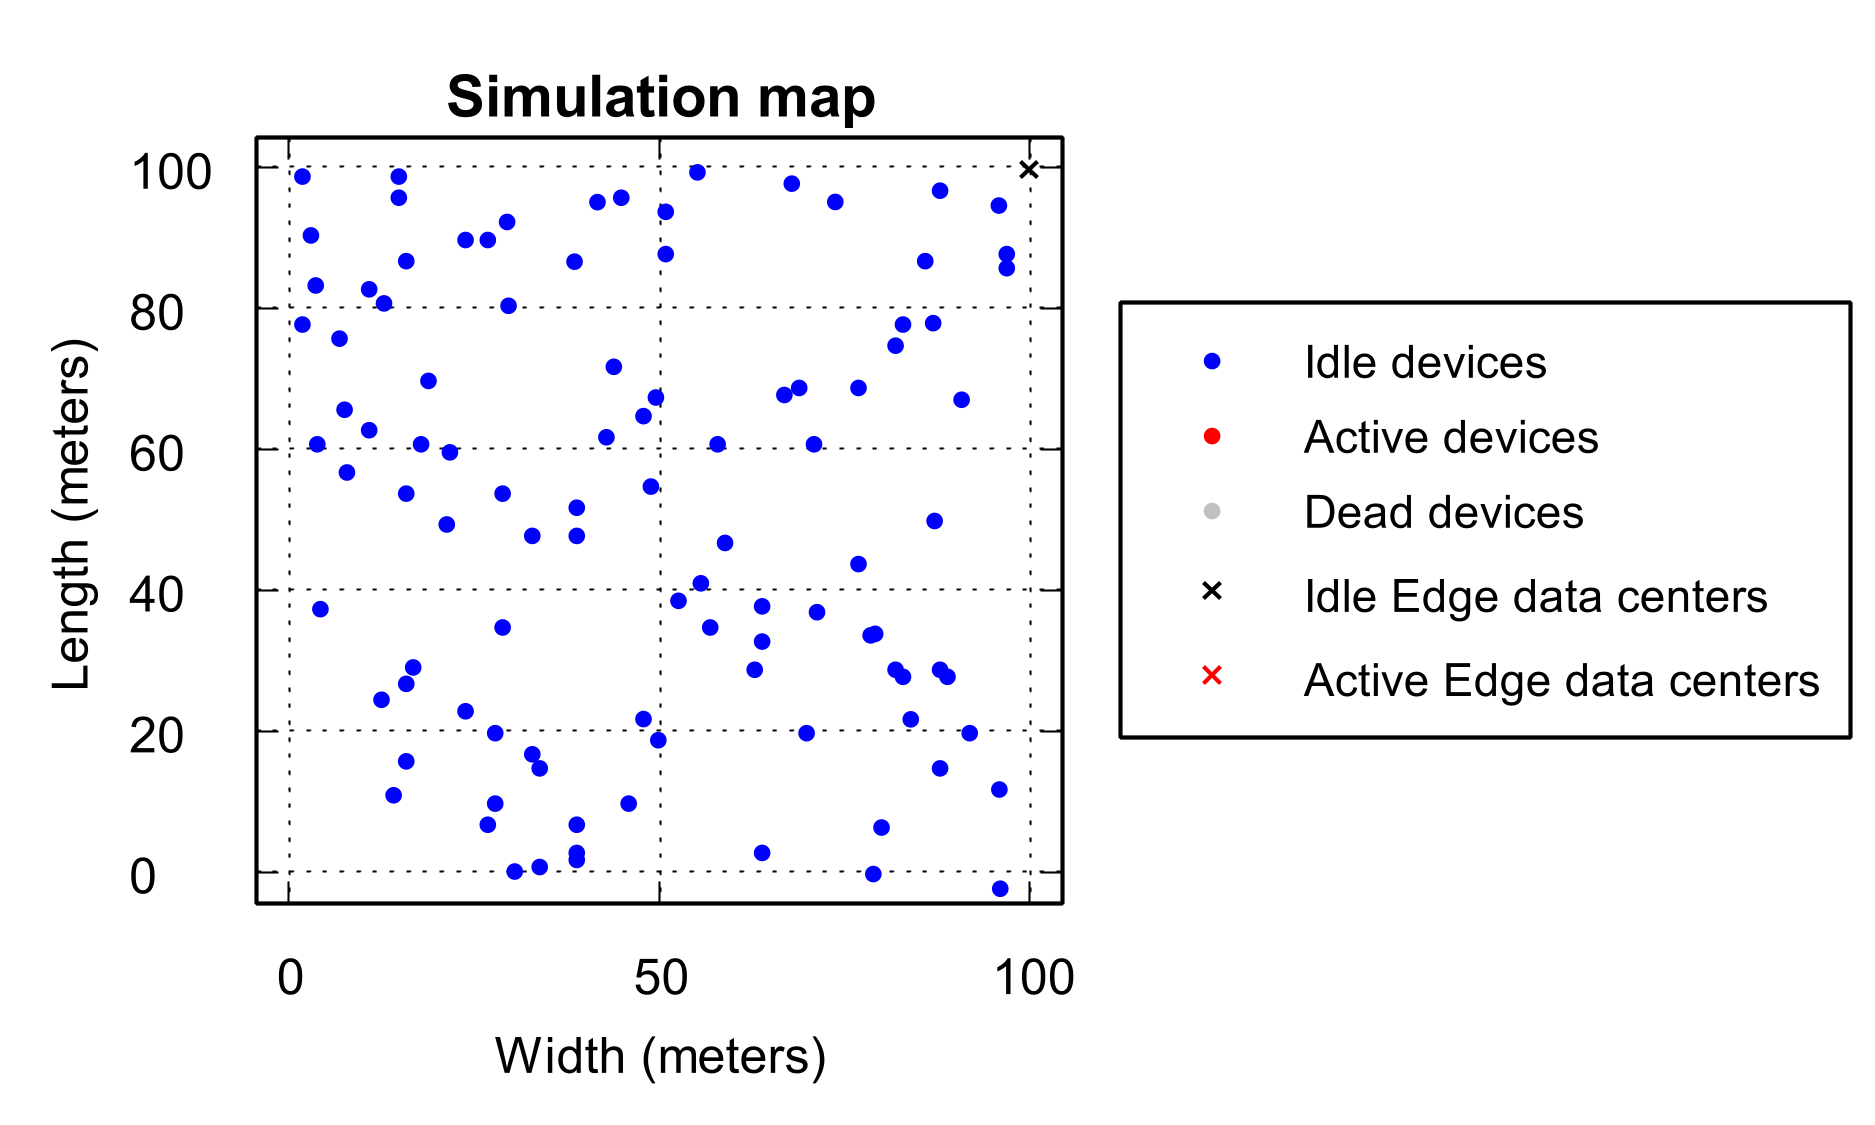 Simulation map
100
80
60
40
20
0
Length (meters)
0 50 100
Width (meters)
Idle devices
Active devices
Dead devices
Idle Edge data centers
Active Edge data centers